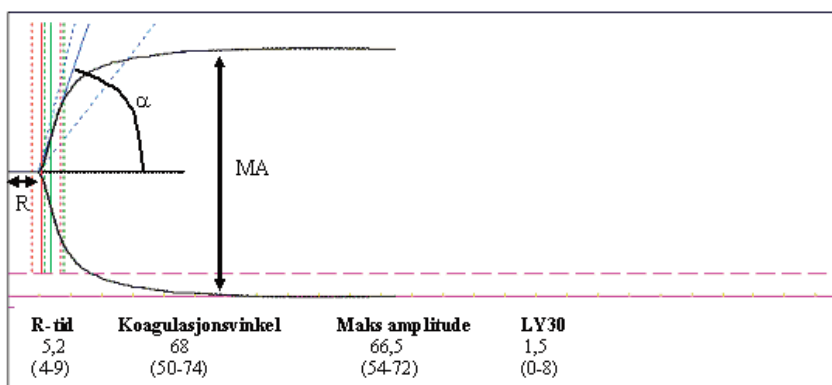 α
MA
R
R-tid Koagulasjonsvinkel Maks amplitude LY30
5,2 68 66,5 1,5
(4-9) (50-74) (54-72) (0-8)